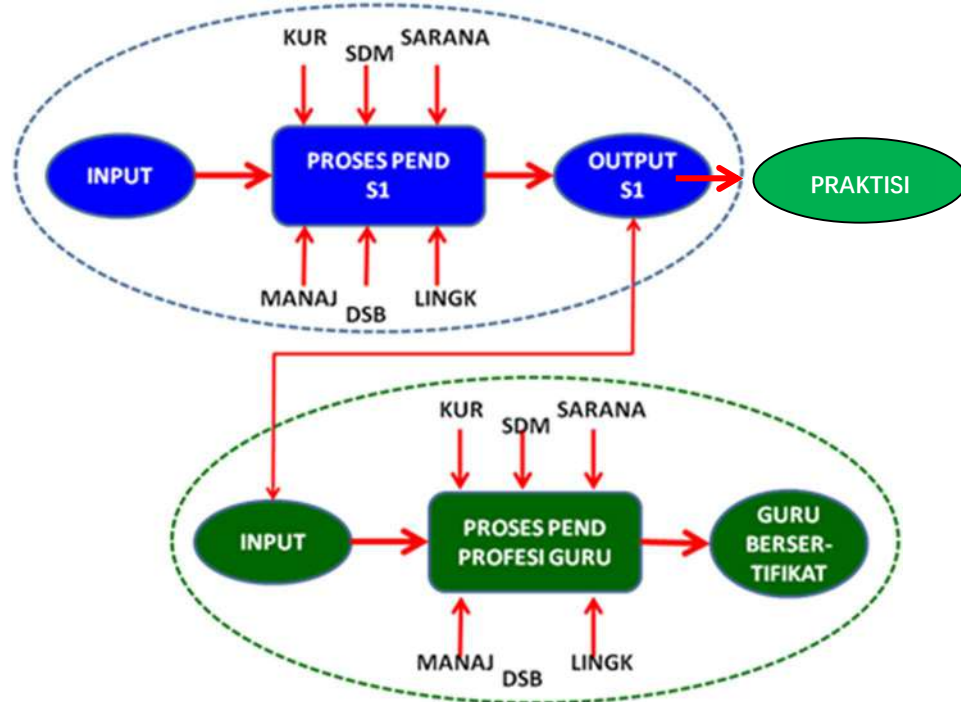 KUR
SDM
SARANA
INPUT
PROSES PEND
S1
OUTPUT
S1
PRAKTISI
MANAJ
DSB
LINGK
KUR
SDM
SARANA
INPUT
PROSES PEND
PROFESI GURU
GURU
BERSER-
TIFIKAT
MANAJ
DSB
LINGK